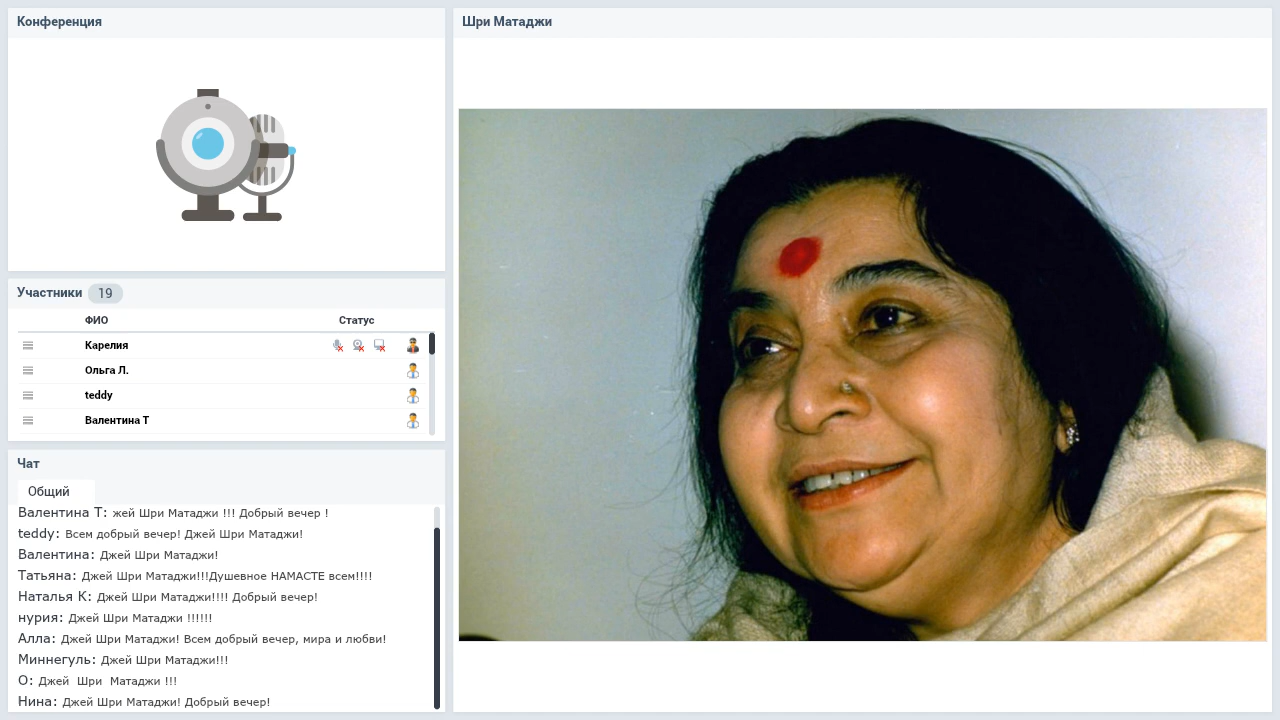 Конференция
Шри Матаджи
Участники 19
ФИО Статус
Карелия
Ольга Л.
teddy
Валентина Т
Чат
Общий
Валентина Т: жей Шри Матаджи !!! Добрый вечер !
teddy: Всем добрый вечер! Джей Шри Матаджи!
Валентина: Джей Шри Матаджи!
Татьяна: Джей Шри Матаджи!!!Душевное НАМАСТЕ всем!!!!
Наталья К: Джей Шри Матаджи!!!! Добрый вечер!
нурия: Джей Шри Матаджи !!!!!!
Алла: Джей Шри Матаджи! Всем добрый вечер, мира и любви!
Миннегуль: Джей Шри Матаджи!!!
О: Джей Шри Матаджи !!!
Нина: Джей Шри Матаджи! Добрый вечер!